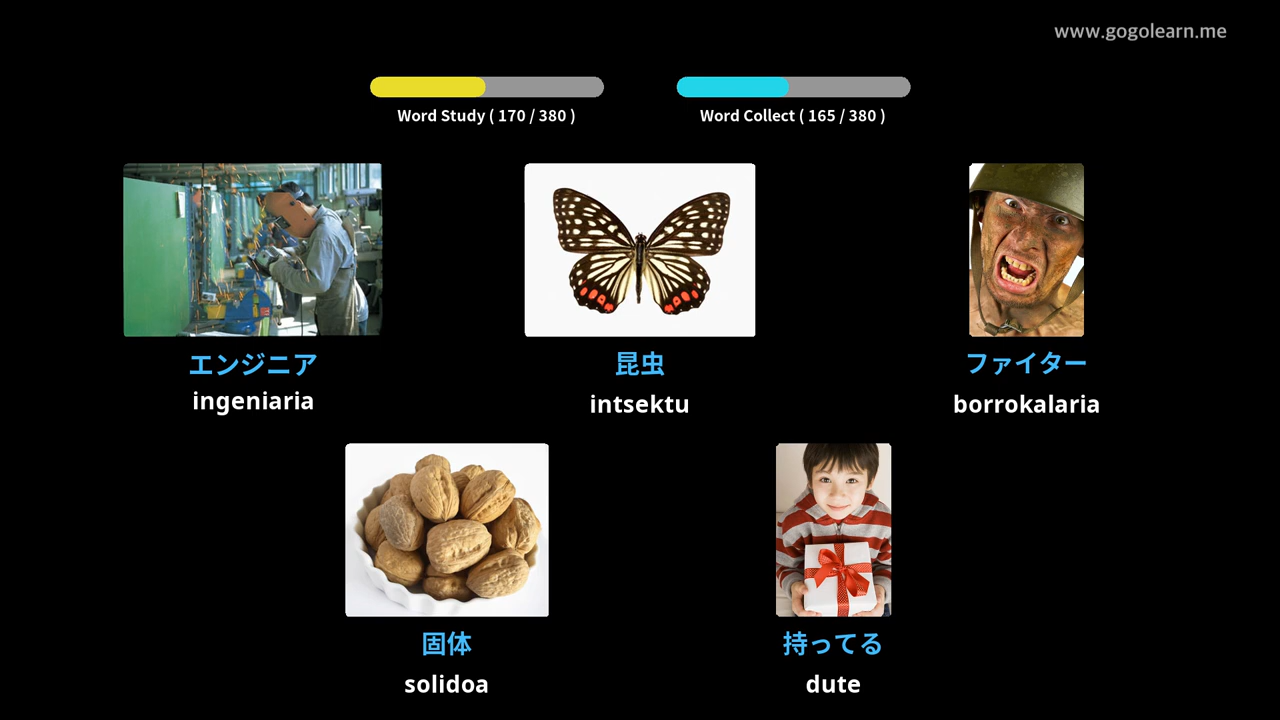 www.gogolearn.me
Word Study ( 170 / 380 )
Word Collect ( 165 / 380 )
エンジニア
ingeniaria
昆虫
intsektu
ファイター
borrokalaria
固体
solidoa
持ってる
dute